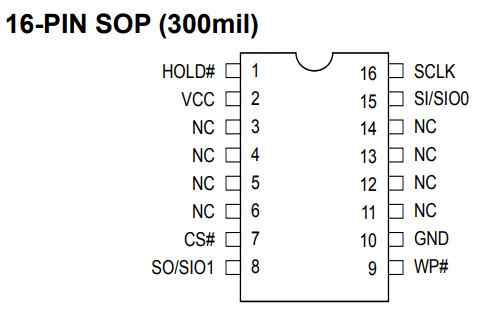 16-PIN SOP (300mil)
HOLD# 1 16 SCLK
VCC 2 15 SI/SIO0
NC 3 14 NC
NC 4 13 NC
NC 5 12 NC
NC 6 11 NC
CS# 7 10 GND
SO/SIO1 8 9 WP#